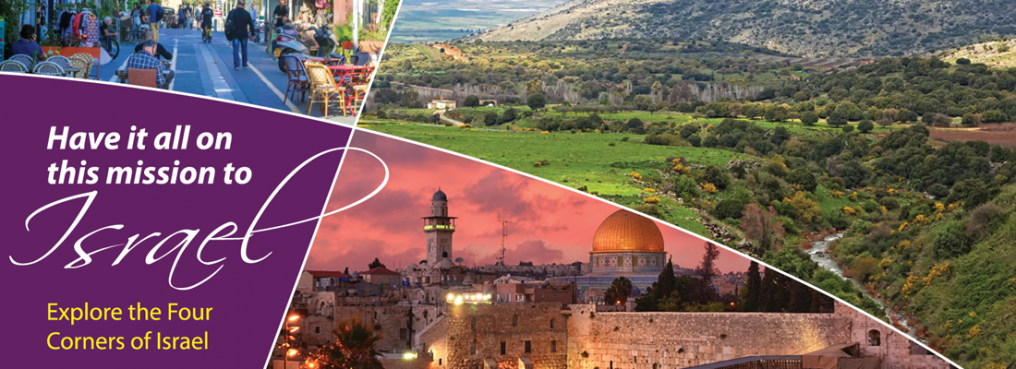 Have it all on
this mission to
Israel
Explore the Four
Corners of Israel